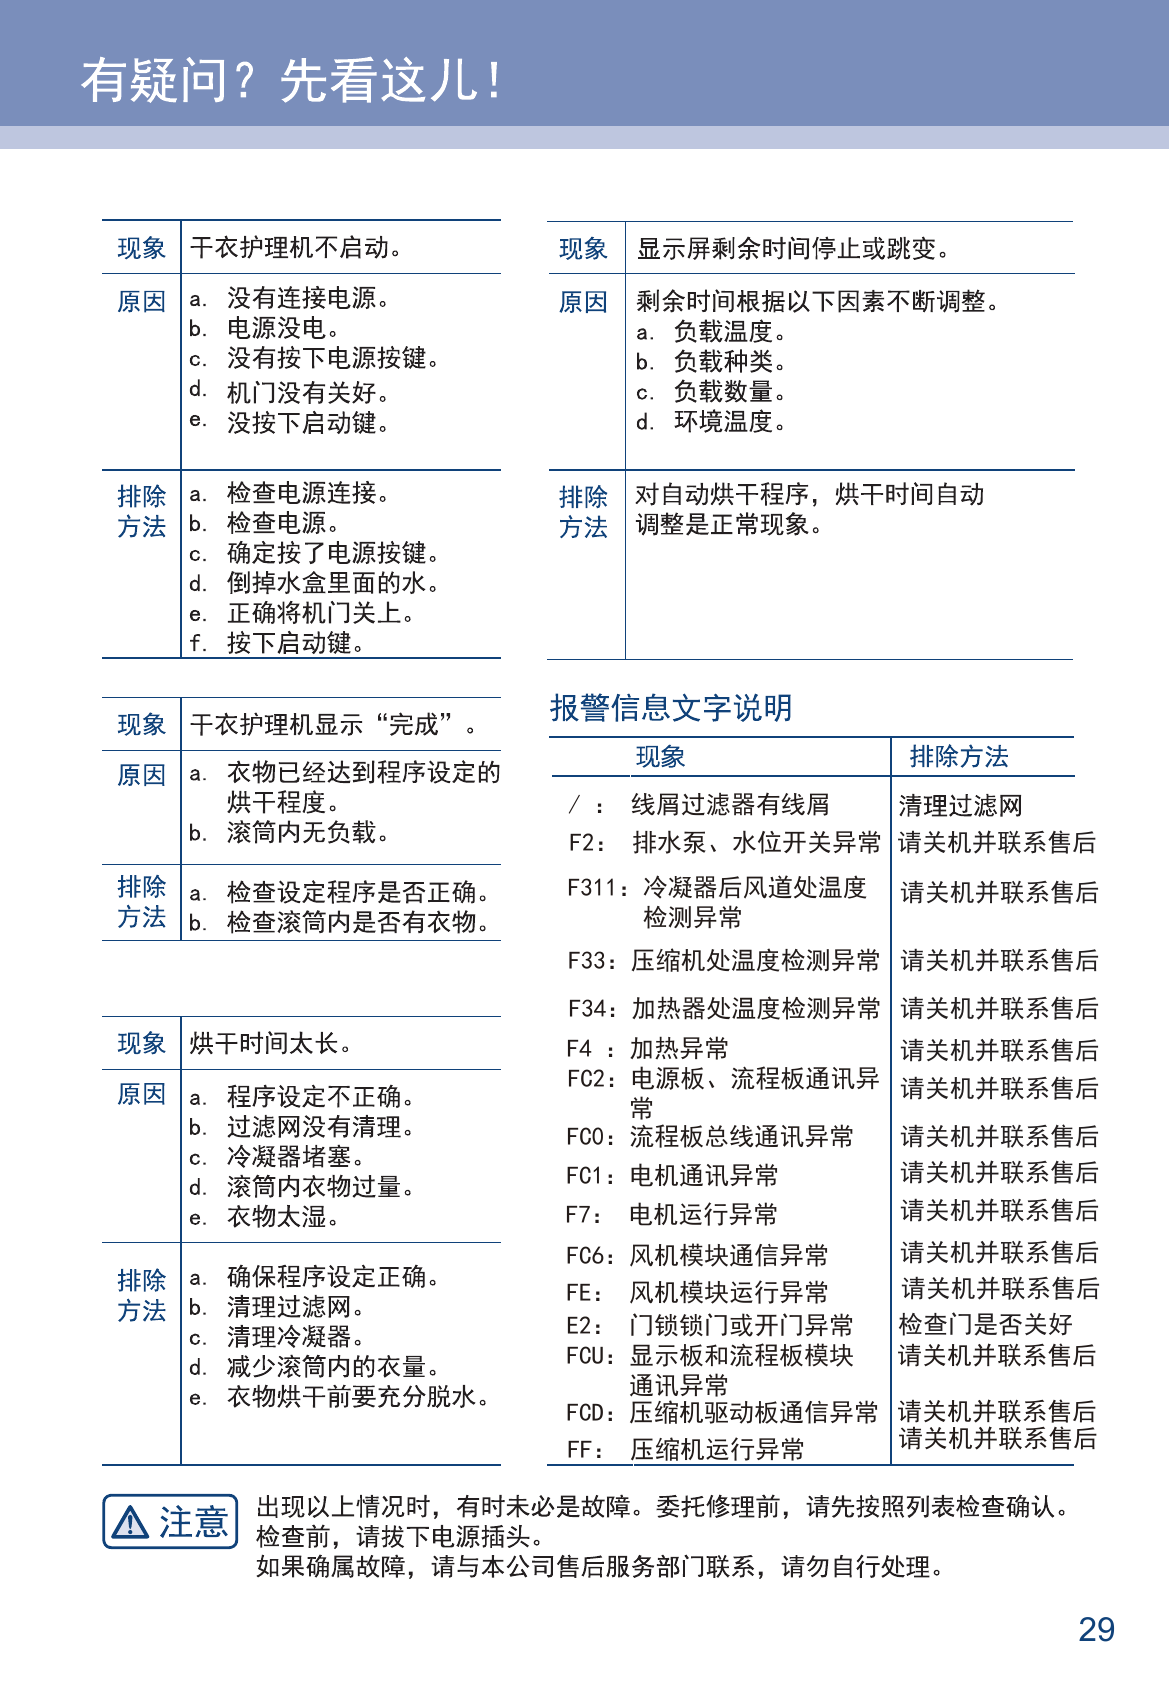 有疑问？先看这儿！
现象 干衣护理机不启动。
原因 a. 没有连接电源。
b. 电源没电。
c. 没有按下电源按键。
d. 机门没有关好。
e. 没按下启动键。
排除方法 a. 检查电源连接。
b. 检查电源。
c. 确定按了电源按键。
d. 倒掉水盒里面的水。
e. 正确将机门关上。
f. 按下启动键。
现象 干衣护理机显示“完成”。
原因 a. 衣物已经达到程序设定的
烘干程度。
b. 滚筒内无负载。
排除方法 a. 检查设定程序是否正确。
b. 检查滚筒内是否有衣物。
现象 烘干时间太长。
原因 a. 程序设定不正确。
b. 过滤网没有清理。
c. 冷凝器堵塞。
d. 滚筒内衣物过量。
e. 衣物太湿。
排除方法 a. 确保程序设定正确。
b. 清理过滤网。
c. 清理冷凝器。
d. 减少滚筒内的衣量。
e. 衣物烘干前要充分脱水。
现象 显示屏剩余时间停止或跳变。
原因 剩余时间根据以下因素不断调整。
a. 负载温度。
b. 负载种类。
c. 负载数量。
d. 环境温度。
排除方法 对自动烘干程序，烘干时间自动
调整是正常现象。
报警信息文字说明
现象 排除方法
/ ： 线屑过滤器有线屑 清理过滤网
F2： 排水泵、水位开关异常 请关机并联系售后
F311：冷凝器后风道处温度 请关机并联系售后
检测异常
F33：压缩机处温度检测异常 请关机并联系售后
F34：加热器处温度检测异常 请关机并联系售后
F4 ：加热异常 请关机并联系售后
FC2：电源板、流程板通讯异 请关机并联系售后
常
FC0：流程板总线通讯异常 请关机并联系售后
FC1：电机通讯异常 请关机并联系售后
F7： 电机运行异常 请关机并联系售后
FC6：风机模块通信异常 请关机并联系售后
FE： 风机模块运行异常 请关机并联系售后
E2： 门锁锁门或开门异常 检查门是否关好
FCU：显示板和流程板模块 请关机并联系售后
通讯异常
FCD：压缩机驱动板通信异常 请关机并联系售后
FF： 压缩机运行异常 请关机并联系售后
注意 出现以上情况时，有时未必是故障。委托修理前，请先按照列表检查确认。
检查前，请拔下电源插头。
如果确属故障，请与本公司售后服务部门联系，请勿自行处理。
29